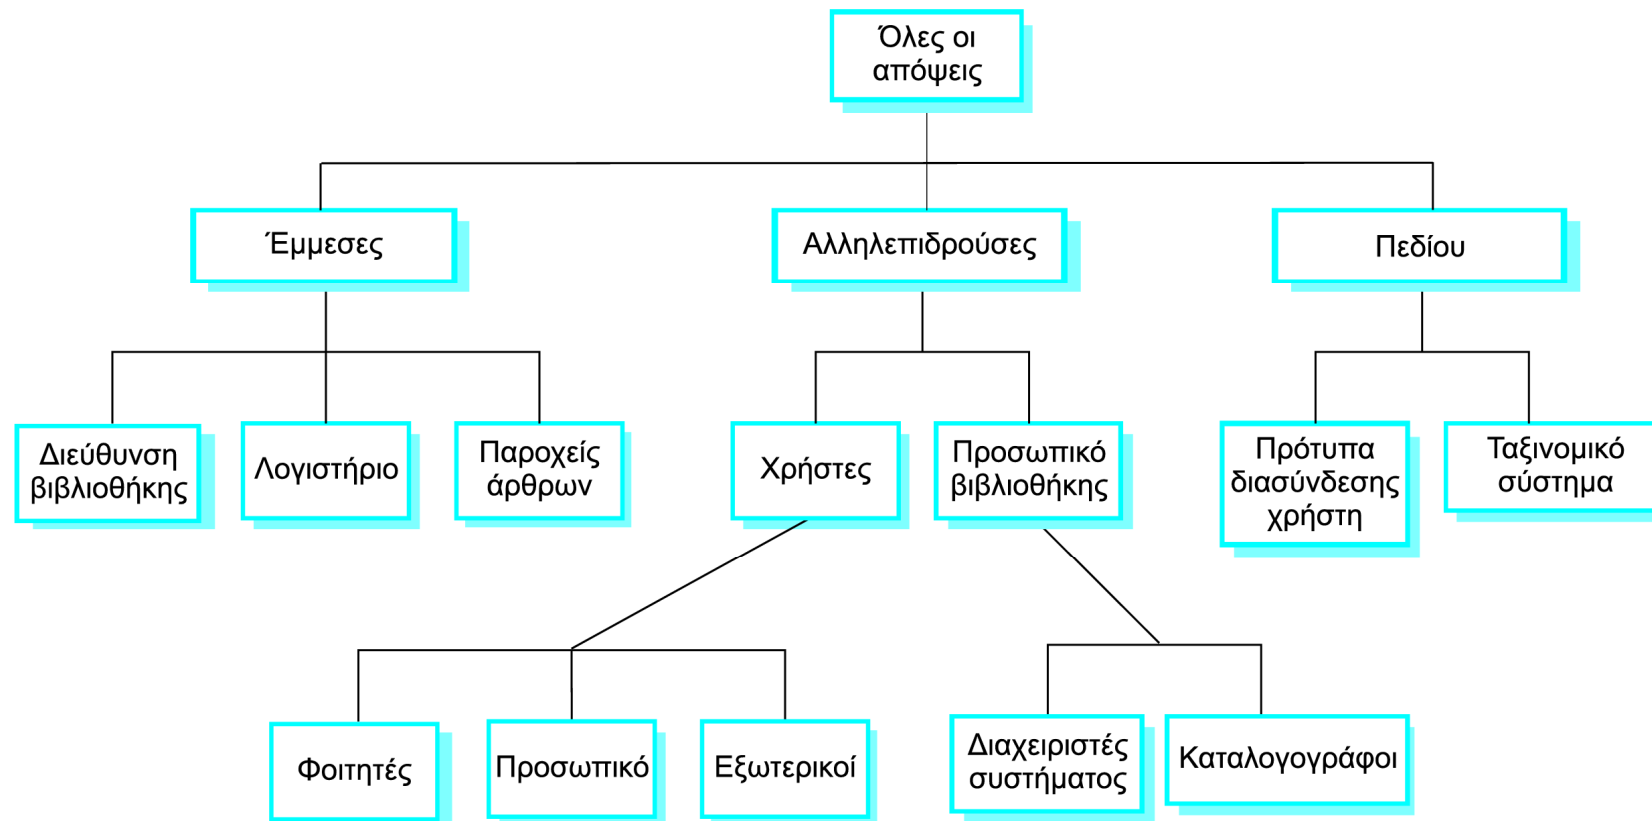 Όλες οι
απόψεις
Έμμεσες
Αλληλεπιδρούσες
Πεδίου
Διεύθυνση
βιβλιοθήκης
Λογιστήριο
Παροχείς
άρθρων
Χρήστες
Προσωπικό
βιβλιοθήκης
Πρότυπα
διασύνδεσης
χρήστη
Ταξινομικό
σύστημα
Φοιτητές
Προσωπικό
Εξωτερικοί
Διαχειριστές
συστήματος
Καταλογογράφοι